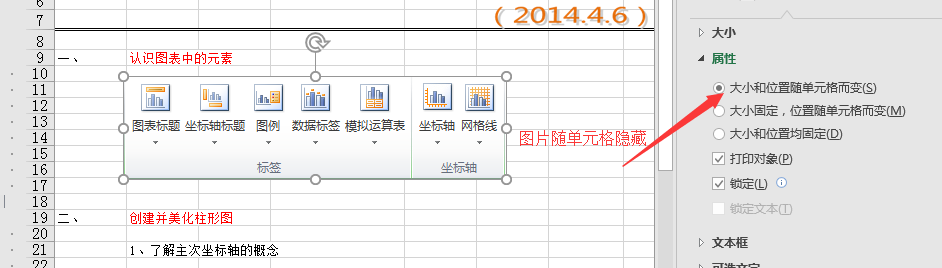 6
7
(2014.4.6)
8
9 一、 认识图表中的元素
10
11
12
13
14
15
16
17
18
19 二、 创建并美化柱形图
20
21 1、了解主次坐标轴的概念
22
图表标题 坐标轴标题 图例 数据标签 模拟运算表 坐标轴 网格线
标签 坐标轴
图片随单元格隐藏
大小
属性
大小和位置随单元格而变(S)
大小固定，位置随单元格而变(M)
大小和位置均固定(D)
打印对象(P)
锁定(L)
锁定文本(T)
文本框
可选文字